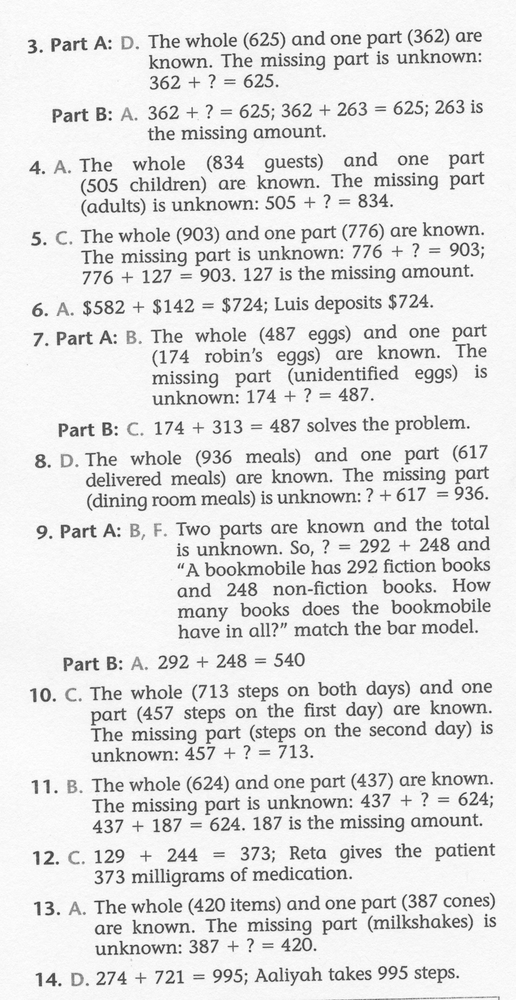 3. Part A: D. The whole (625) and one part (362) are
known. The missing part is unknown:
362 + ? = 625.
Part B: A. 362 + ? = 625; 362 + 263 = 625; 263 is
the missing amount.
4. A. The whole (834 guests) and one part
(505 children) are known. The missing part
(adults) is unknown: 505 + ? = 834.
5. C. The whole (903) and one part (776) are known.
The missing part is unknown: 776 + ? = 903;
776 + 127 = 903. 127 is the missing amount.
6. A. $582 + $142 = $724; Luis deposits $724.
7. Part A: B. The whole (487 eggs) and one part
(174 robin’s eggs) are known. The
missing part (unidentified eggs) is
unknown: 174 + ? = 487.
Part B: C. 174 + 313 = 487 solves the problem.
8. D. The whole (936 meals) and one part (617
delivered meals) are known. The missing part
(dining room meals) is unknown: ? + 617 = 936.
9. Part A: B, F. Two parts are known and the total
is unknown. So, ? = 292 + 248 and
“A bookmobile has 292 fiction books
and 248 non-fiction books. How
many books does the bookmobile
have in all?” match the bar model.
Part B: A. 292 + 248 = 540
10. C. The whole (713 steps on both days) and one
part (457 steps on the first day) are known.
The missing part (steps on the second day) is
unknown: 457 + ? = 713.
11. B. The whole (624) and one part (437) are known.
The missing part is unknown: 437 + ? = 624;
437 + 187 = 624. 187 is the missing amount.
12. C. 129 + 244 = 373; Reta gives the patient
373 milligrams of medication.
13. A. The whole (420 items) and one part (387 cones)
are known. The missing part (milkshakes) is
unknown: 387 + ? = 420.
14. D. 274 + 721 = 995; Aaliyah takes 995 steps.